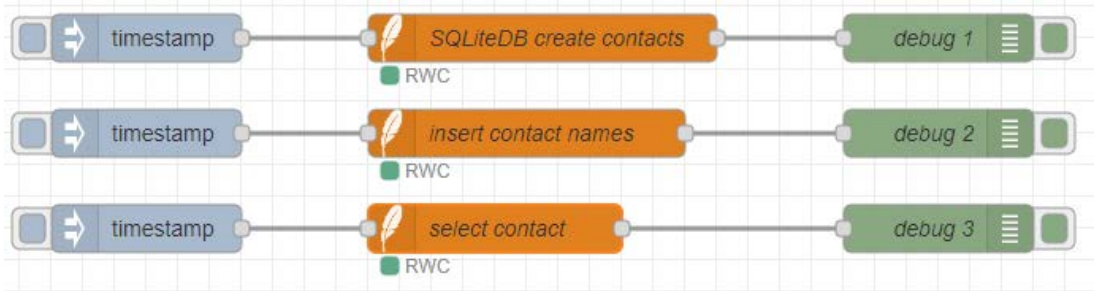 timestamp SQLiteDB create contacts debug 1
RWC
timestamp insert contact names debug 2
RWC
timestamp select contact debug 3
RWC